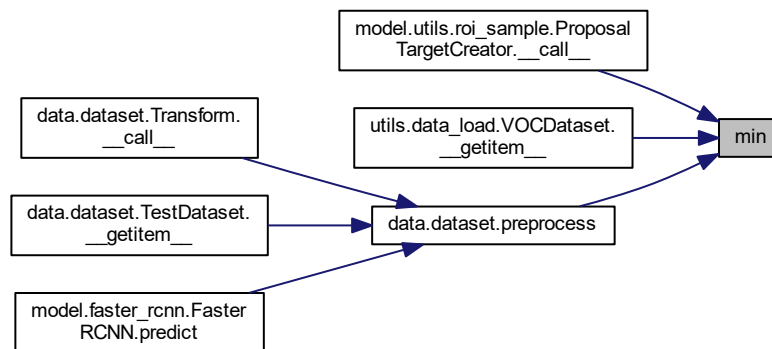 model.utils.roi_sample.Proposal
TargetCreator.__call__
data.dataset.Transform.
__call__
utils.data_load.VOCDataset.
__getitem__
min
data.dataset.TestDataset.
__getitem__
data.dataset.preprocess
model.faster_rcnn.Faster
RCNN.predict